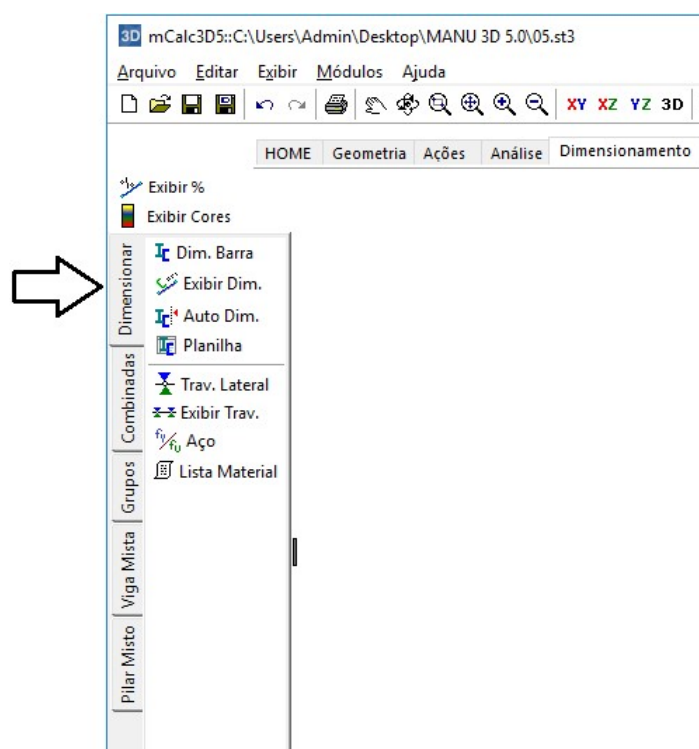 3D mCalc3D5::C:\Users\Admin\Desktop\MANU 3D 5.0\05.st3
Arquivo Editar Exibir Módulos Ajuda
XY XZ YZ 3D
HOME Geometria Ações Análise Dimensionamento
Exibir %
Exibir Cores
Dimensionar
Combinadas
Grupos
Viga Mista
Pilar Misto
Dim. Barra
Exibir Dim.
Auto Dim.
Planilha
Trav. Lateral
Exibir Trav.
fy/fu Aço
Lista Material